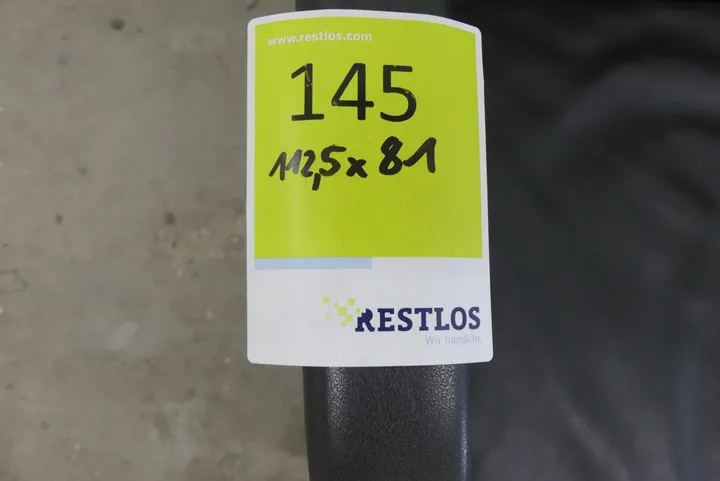 www.restlos.com
145
112,5 x 81
RESTLOS
Wir handeln